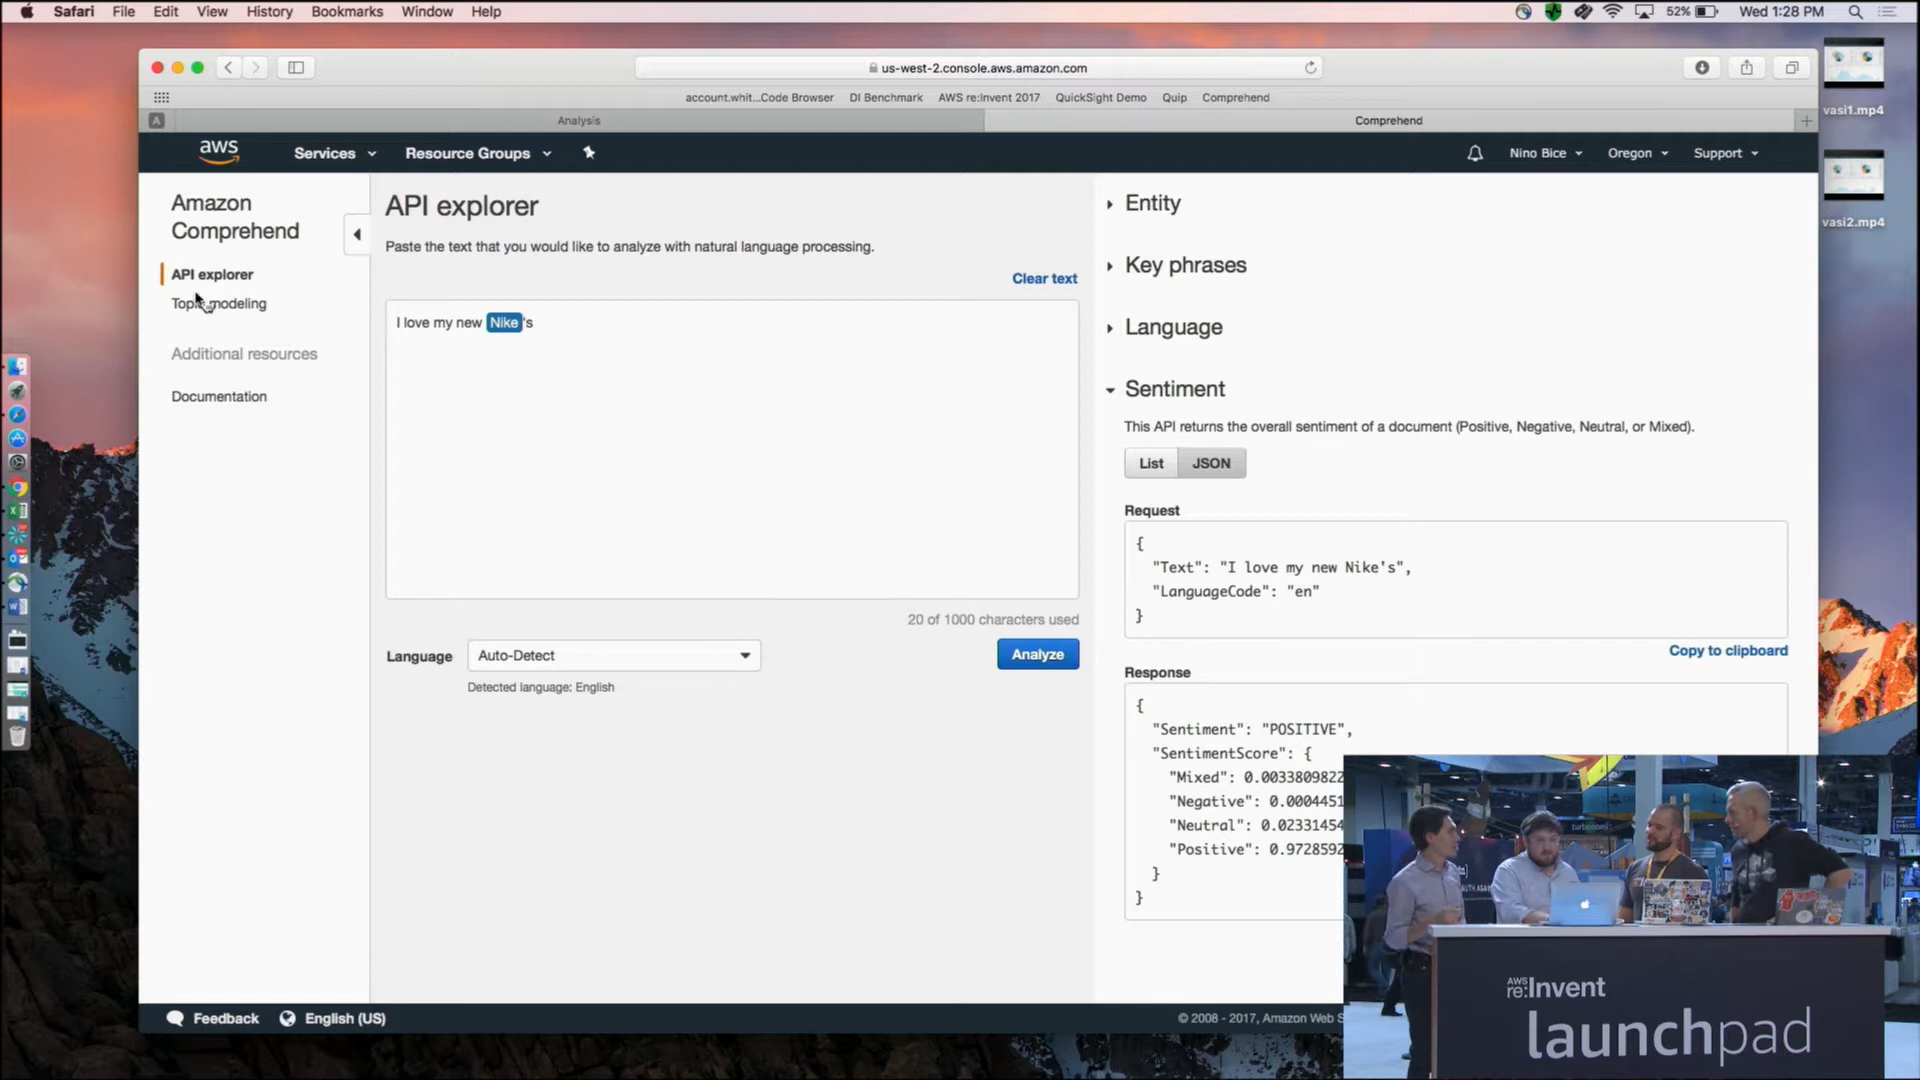 Safari File Edit View History Bookmarks Window Help
52% Wed 1:28 PM
us-west-2.console.aws.amazon.com
account.whit...Code Browser DI Benchmark AWS re:Invent 2017 QuickSight Demo Quip Comprehend
A Analysis Comprehend
vasi1.mp4
vasi2.mp4
aws Services Resource Groups Nino Bice Oregon Support
Amazon
Comprehend
API explorer
Topic modeling
Additional resources
Documentation
API explorer
Paste the text that you would like to analyze with natural language processing.
Clear text
I love my new Nike's
20 of 1000 characters used
Language Auto-Detect Analyze
Detected language: English
Entity
Key phrases
Language
Sentiment
This API returns the overall sentiment of a document (Positive, Negative, Neutral, or Mixed).
List JSON
Request
{
"Text": "I love my new Nike's",
"LanguageCode": "en"
}
Copy to clipboard
Response
{
"Sentiment": "POSITIVE",
"SentimentScore": {
"Mixed": 0.0033809822
"Negative": 0.0004451
"Neutral": 0.02331454
"Positive": 0.9728592
}
}
Feedback English (US)
© 2008 - 2017, Amazon Web S
turbonomic
AWS
re:Invent
launchpad